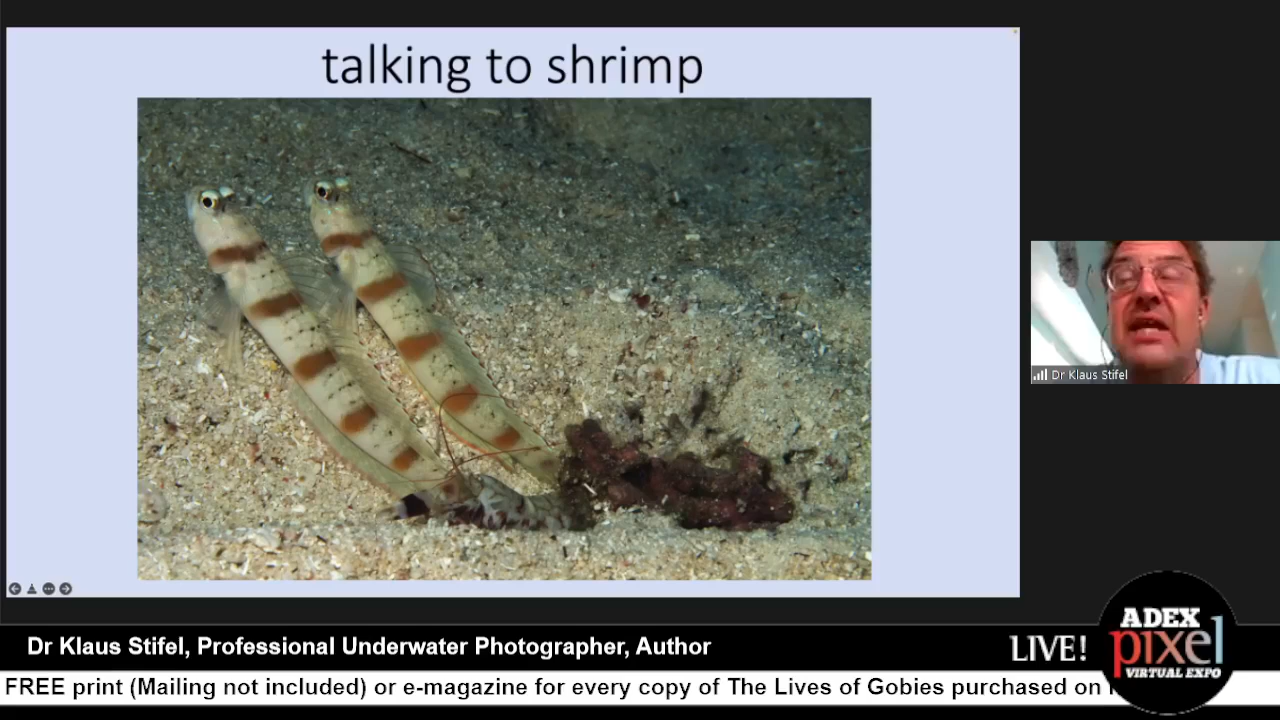 talking to shrimp
Dr Klaus Stifel
Dr Klaus Stifel, Professional Underwater Photographer, Author
LIVE!
ADEX
pixel
VIRTUAL EXPO
FREE print (Mailing not included) or e-magazine for every copy of The Lives of Gobies purchased on